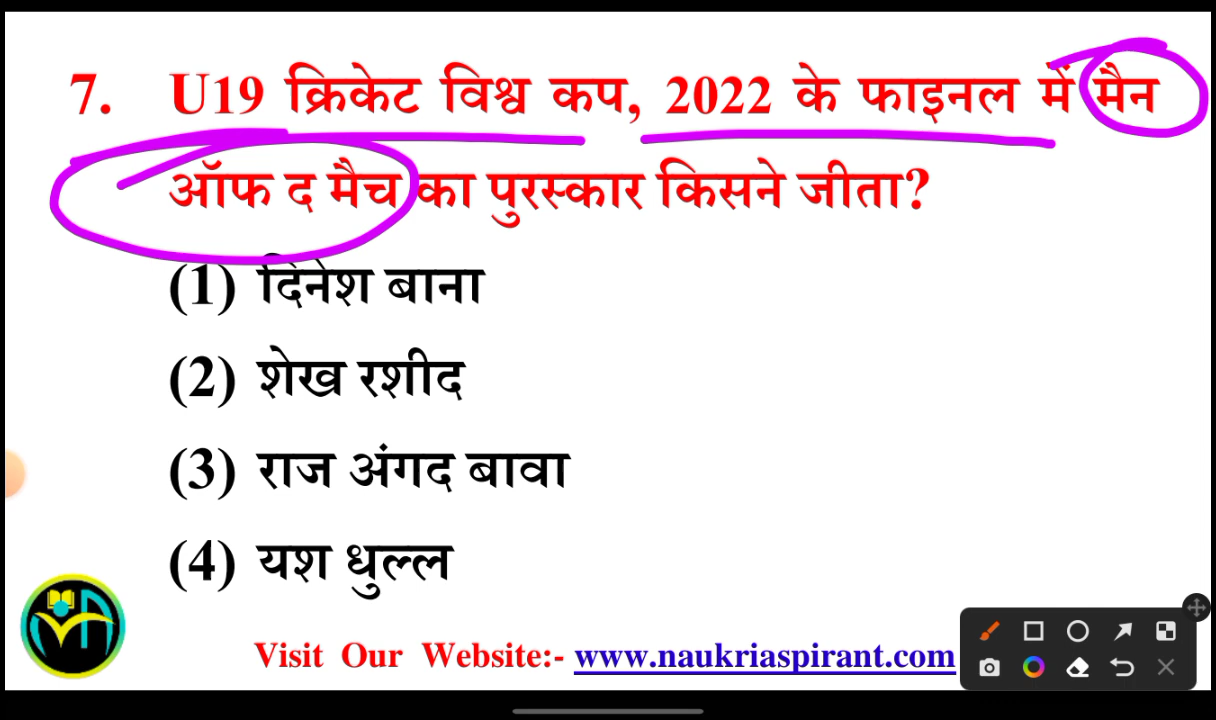 7. U19 क्रिकेट विश्व कप, 2022 के फाइनल में मैन
ऑफ द मैच का पुरस्कार किसने जीता?
(1) दिनेश बाना
(2) शेख रशीद
(3) राज अंगद बावा
(4) यश धुल्ल
Visit Our Website:- www.naukriaspirant.com